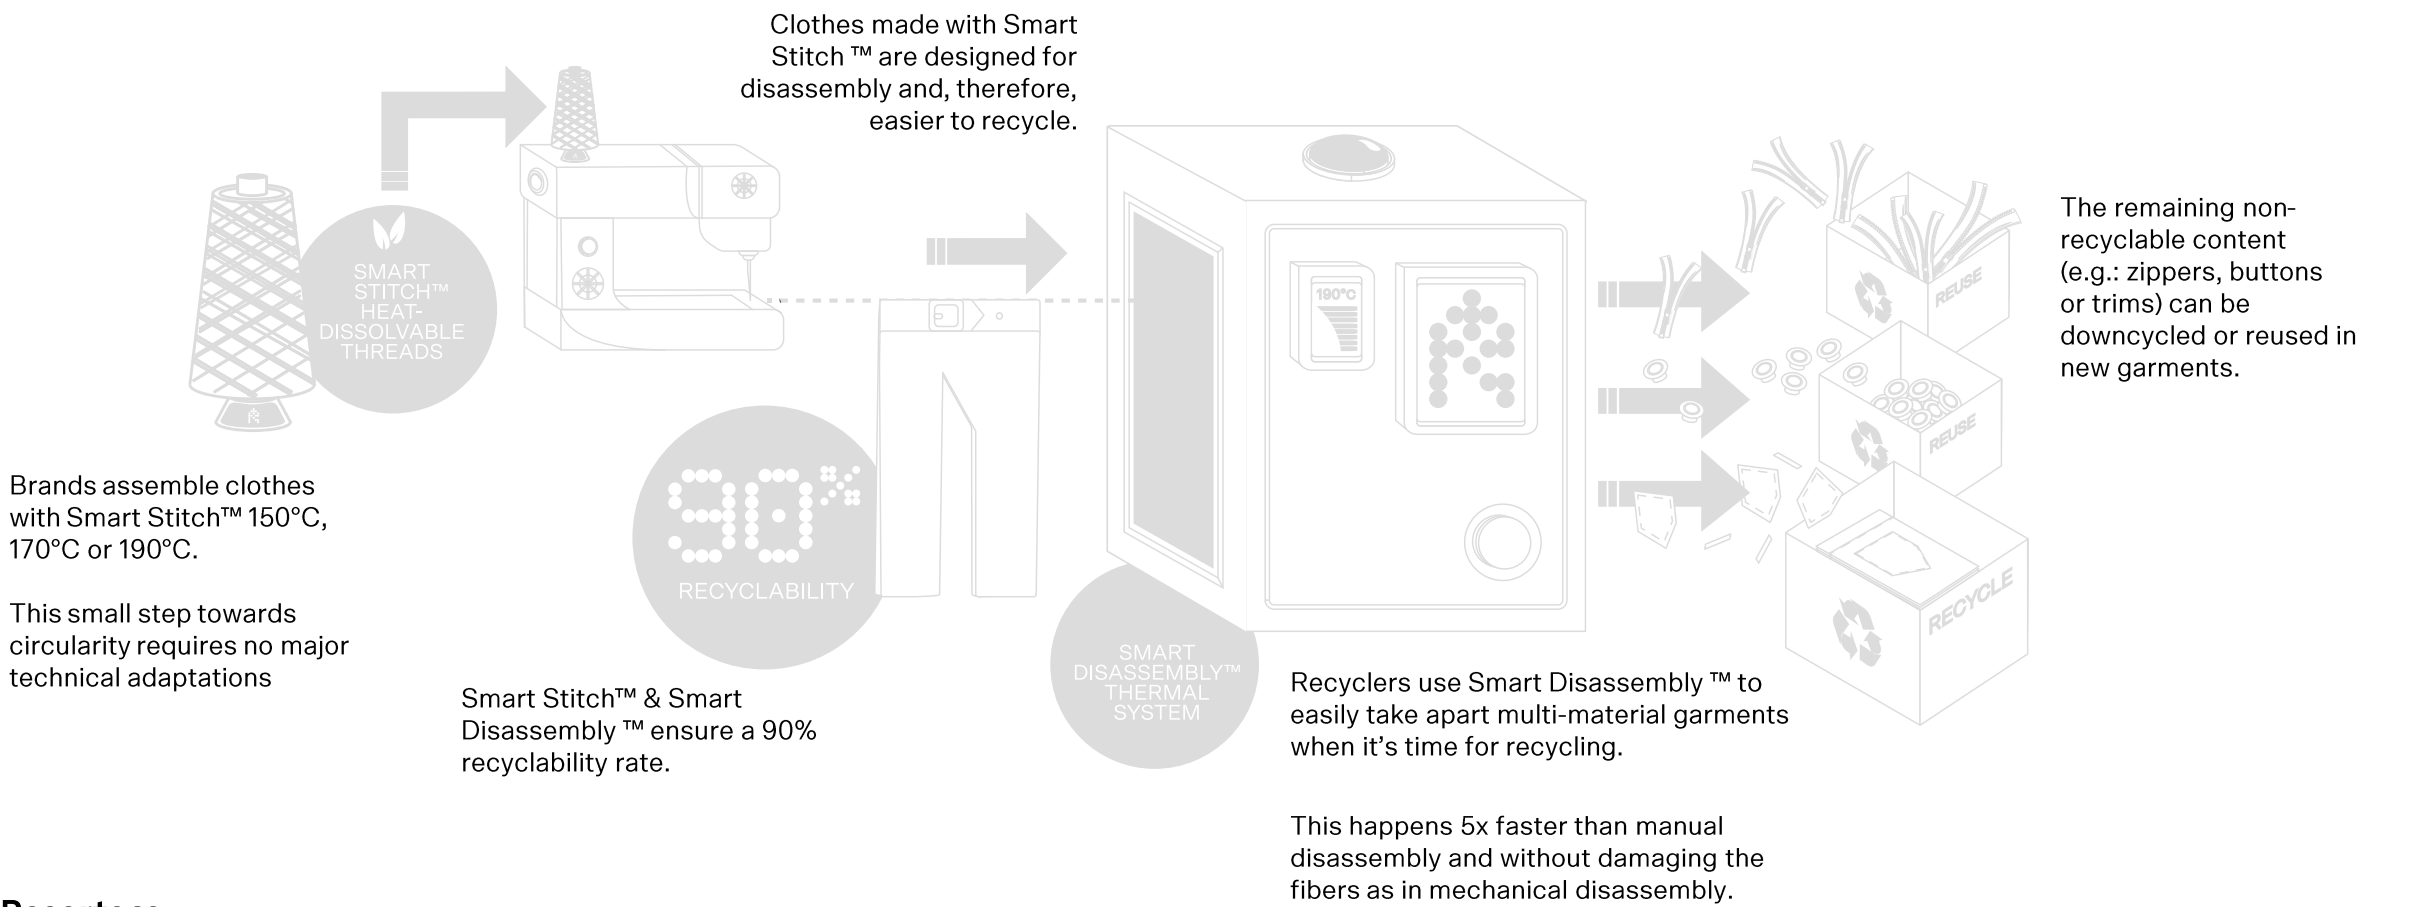 Clothes made with Smart
Stitch ™ are designed for
disassembly and, therefore,
easier to recycle.
SMART
STITCH™
HEAT-
DISSOLVABLE
THREADS
Brands assemble clothes
with Smart Stitch™ 150°C,
170°C or 190°C.
This small step towards
circularity requires no major
technical adaptations
90%
RECYCLABILITY
Smart Stitch™ & Smart
Disassembly ™ ensure a 90%
recyclability rate.
190°C
SMART
DISASSEMBLY™
THERMAL
SYSTEM
Recyclers use Smart Disassembly ™ to
easily take apart multi-material garments
when it’s time for recycling.
This happens 5x faster than manual
disassembly and without damaging the
fibers as in mechanical disassembly.
REUSE
REUSE
RECYCLE
The remaining non-
recyclable content
(e.g.: zippers, buttons
or trims) can be
downcycled or reused in
new garments.